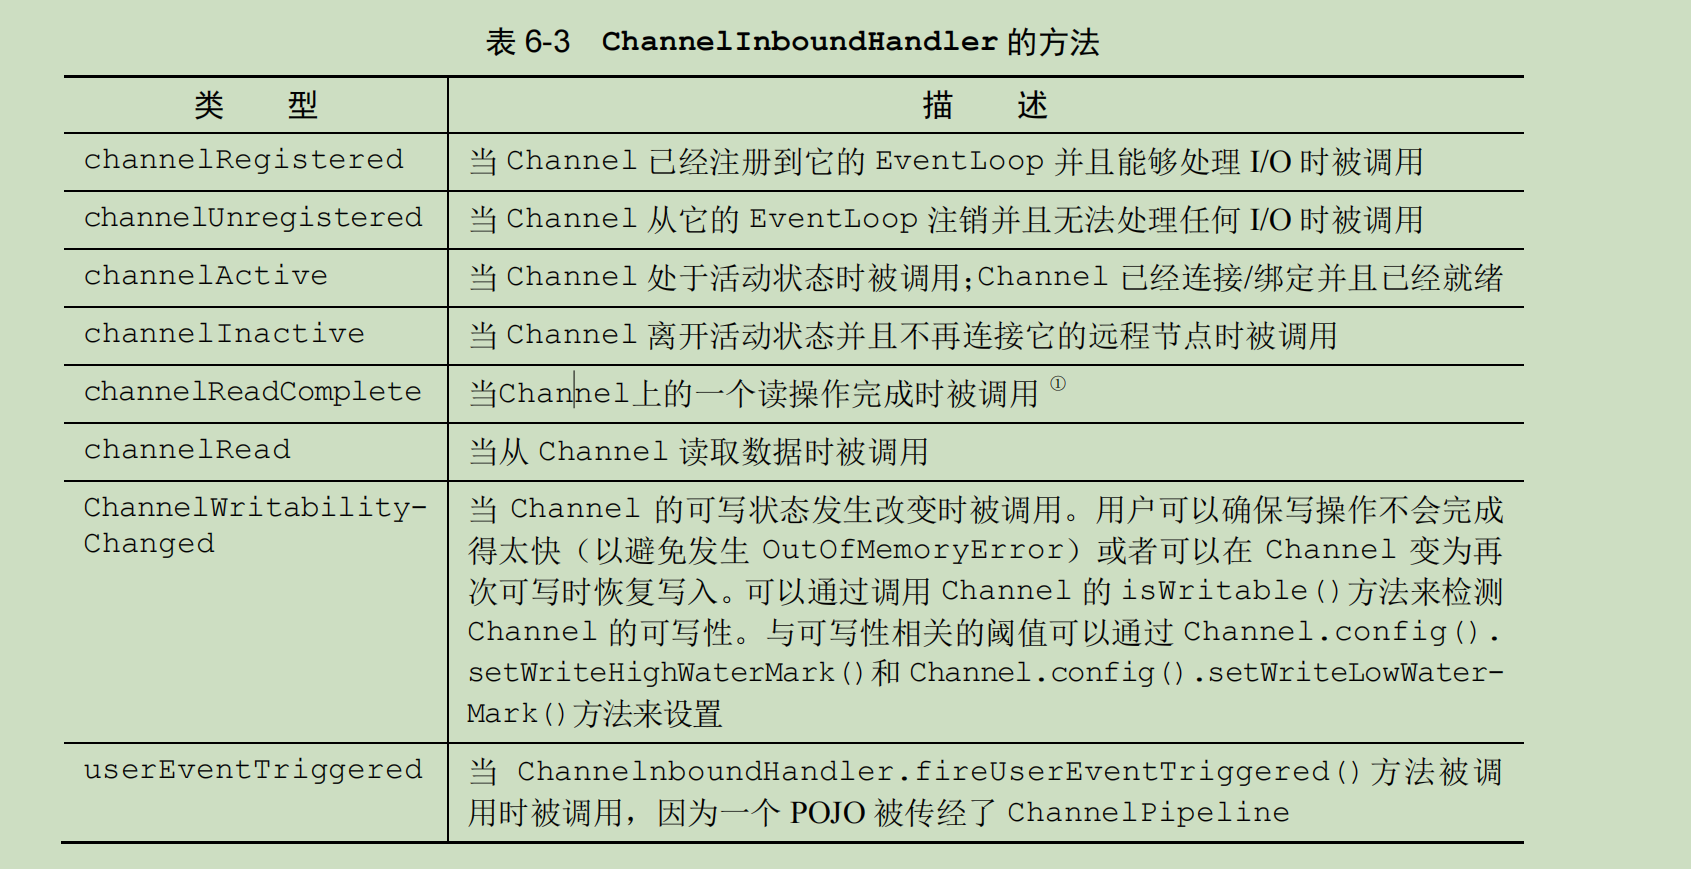 表 6-3 ChannelInboundHandler 的方法
类 型
描 述
channelRegistered
当 Channel 已经注册到它的 EventLoop 并且能够处理 I/O 时被调用
channelUnregistered
当 Channel 从它的 EventLoop 注销并且无法处理任何 I/O 时被调用
channelActive
当 Channel 处于活动状态时被调用；Channel 已经连接/绑定并且已经就绪
channelInactive
当 Channel 离开活动状态并且不再连接它的远程节点时被调用
channelReadComplete
当Channel上的一个读操作完成时被调用 ①
channelRead
当从 Channel 读取数据时被调用
ChannelWritability-
Changed
当 Channel 的可写状态发生改变时被调用。用户可以确保写操作不会完成
得太快（以避免发生 OutOfMemoryError）或者可以在 Channel 变为再
次可写时恢复写入。可以通过调用 Channel 的 isWritable()方法来检测
Channel 的可写性。与可写性相关的阈值可以通过 Channel.config().
setWriteHighWaterMark()和 Channel.config().setWriteLowWater-
Mark()方法来设置
userEventTriggered
当 ChannelnboundHandler.fireUserEventTriggered()方法被调
用时被调用，因为一个 POJO 被传经了 ChannelPipeline